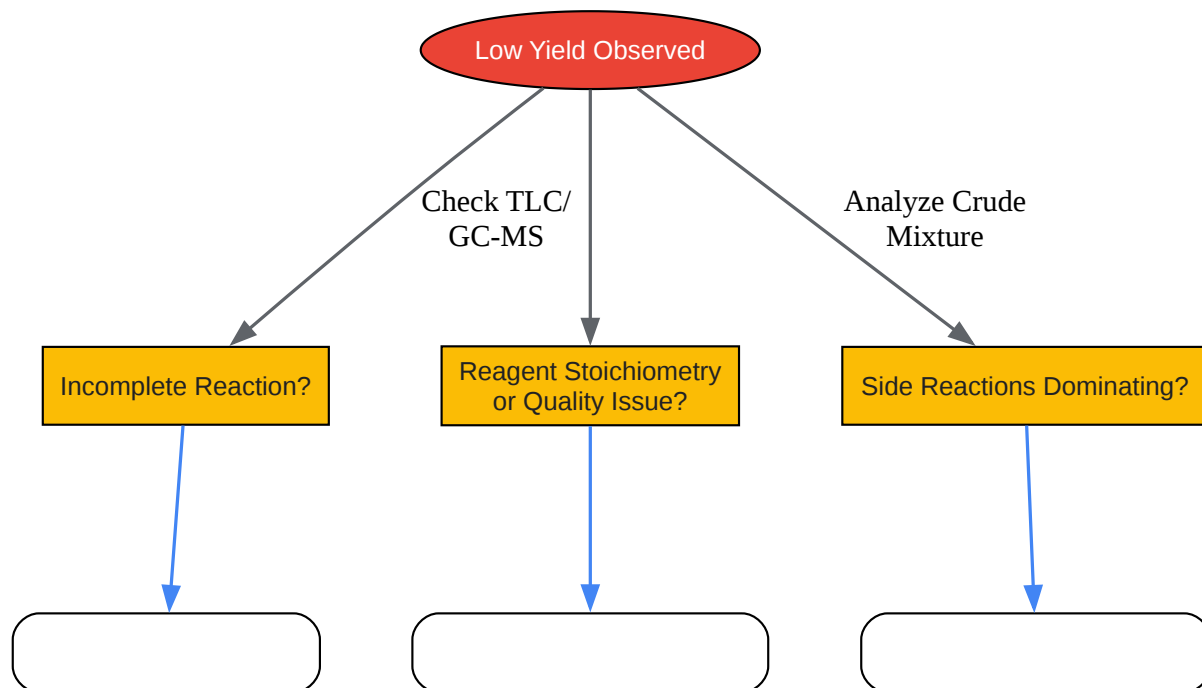 Low Yield Observed
Check TLC/
GC-MS
Analyze Crude
Mixture
Incomplete Reaction?
Reagent Stoichiometry
or Quality Issue?
Side Reactions Dominating?